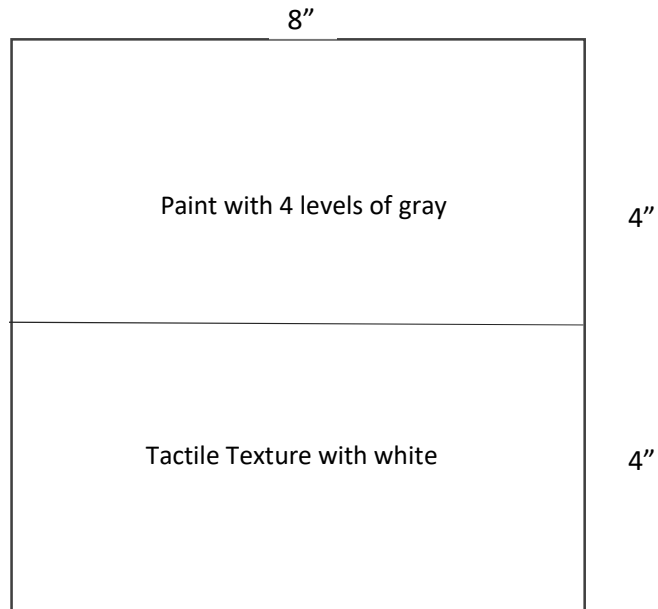 8”
Paint with 4 levels of gray
4”
Tactile Texture with white
4”